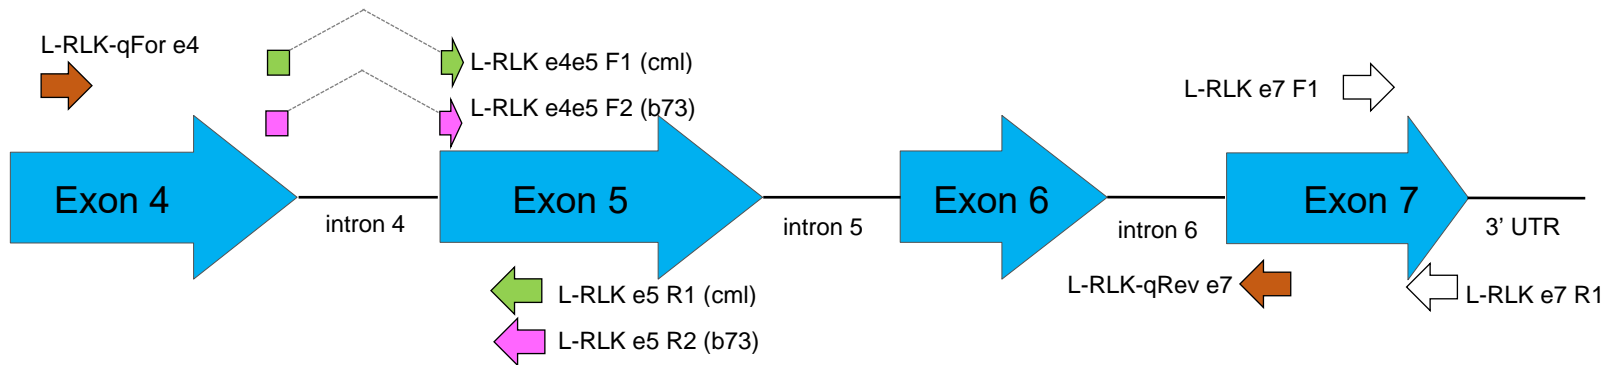 L-RLK-qFor e4
L-RLK e4e5 F1 (cml)
L-RLK e4e5 F2 (b73)
L-RLK e7 F1
Exon 4
intron 4
Exon 5
intron 5
Exon 6
intron 6
Exon 7
3’ UTR
L-RLK e5 R1 (cml)
L-RLK e5 R2 (b73)
L-RLK-qRev e7
L-RLK e7 R1